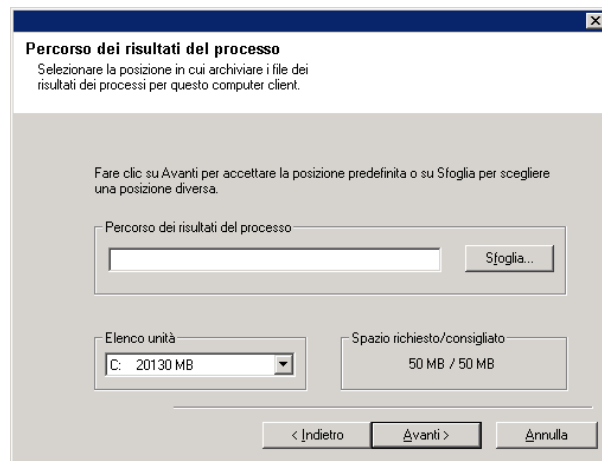 Percorso dei risultati del processo
Selezionare la posizione in cui archiviare i file dei
risultati dei processi per questo computer client.
Fare clic su Avanti per accettare la posizione predefinita o su Sfoglia per scegliere
una posizione diversa.
Percorso dei risultati del processo
Sfoglia...
Elenco unità
C: 20130 MB
Spazio richiesto/consigliato
50 MB / 50 MB
< Indietro
Avanti >
Annulla